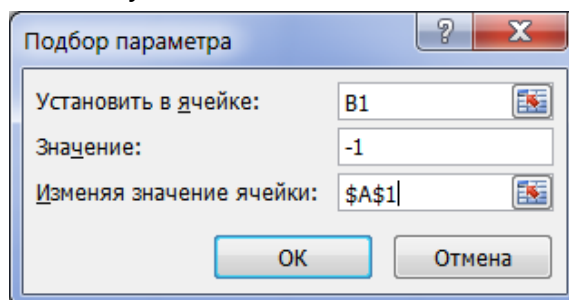 Подбор параметра
Установить в ячейке: B1
Значение: -1
Изменяя значение ячейки: $A$1
ОК Отмена